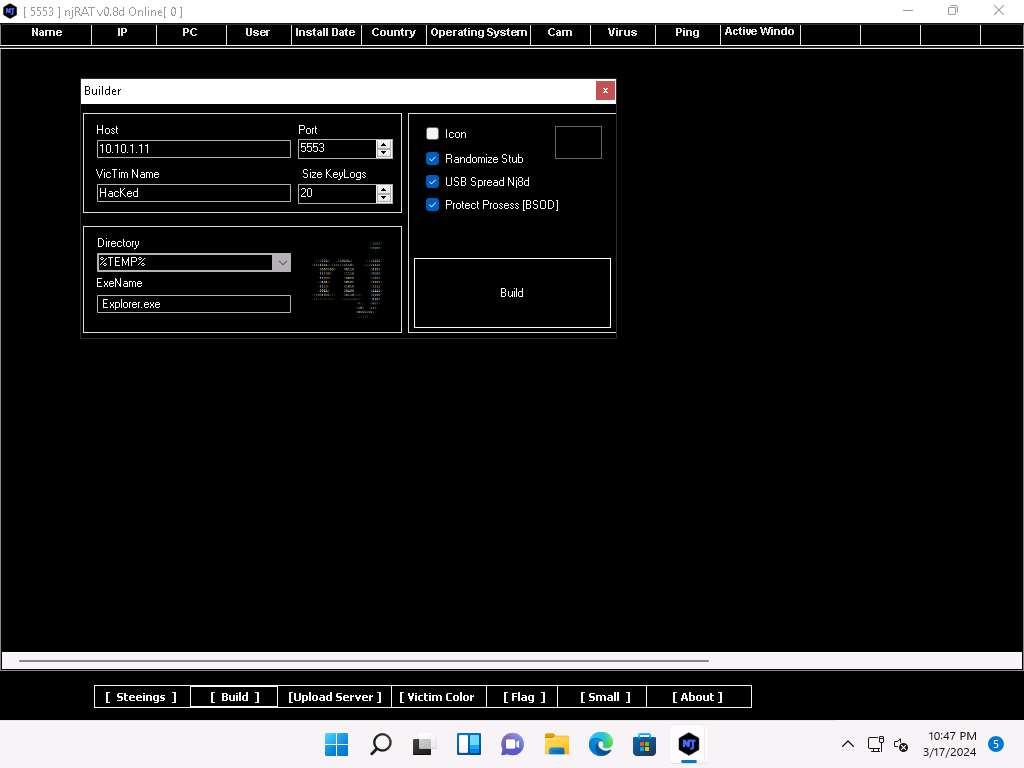 [ 5553 ] njRAT v0.8d Online[ 0 ]
Name IP PC User Install Date Country Operating System Cam Virus Ping Active Windo
Builder
x
Host Port
10.10.1.11 5553
VicTim Name Size KeyLogs
HacKed 20
Directory
%TEMP%
ExeName
Explorer.exe
Icon
Randomize Stub
USB Spread Nj8d
Protect Prosess [BSOD]
Build
[ Steeings ] [ Build ] [Upload Server ] [ Victim Color [ Flag ] [ Small ] [ About ]
NJ
10:47 PM
3/17/2024
5